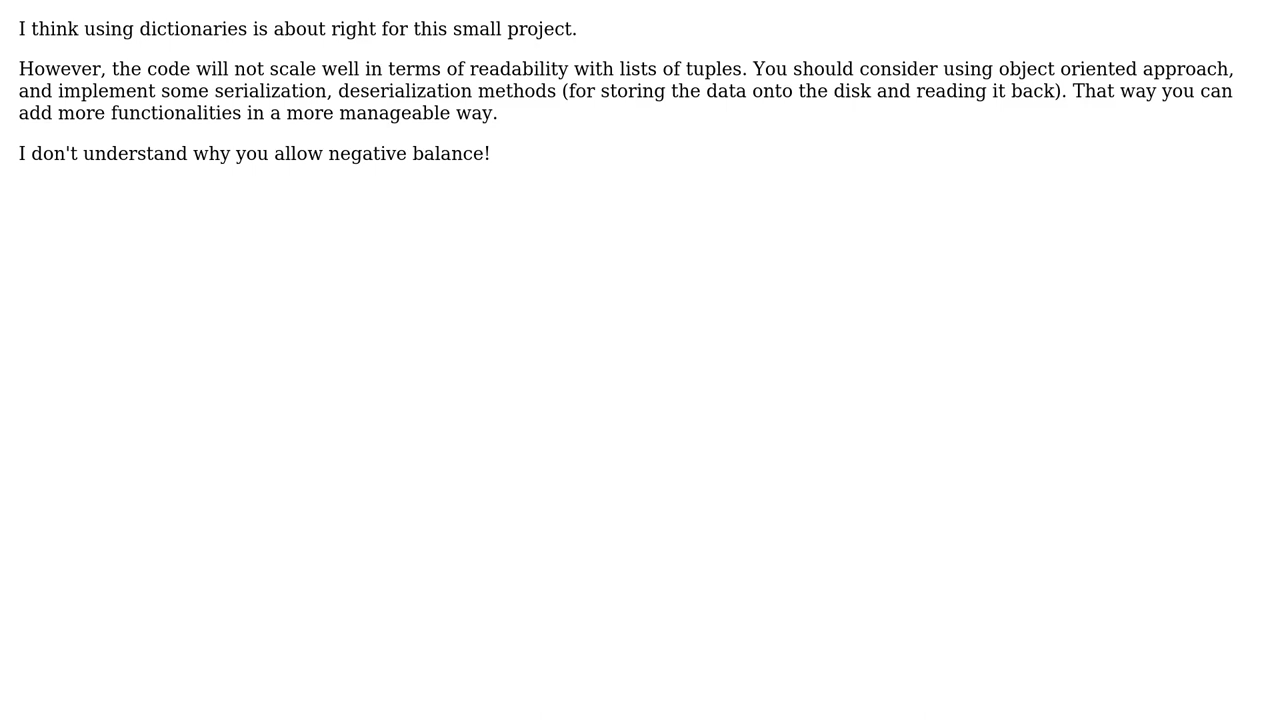 I think using dictionaries is about right for this small project.
However, the code will not scale well in terms of readability with lists of tuples. You should consider using object oriented approach,
and implement some serialization, deserialization methods (for storing the data onto the disk and reading it back). That way you can
add more functionalities in a more manageable way.
I don't understand why you allow negative balance!